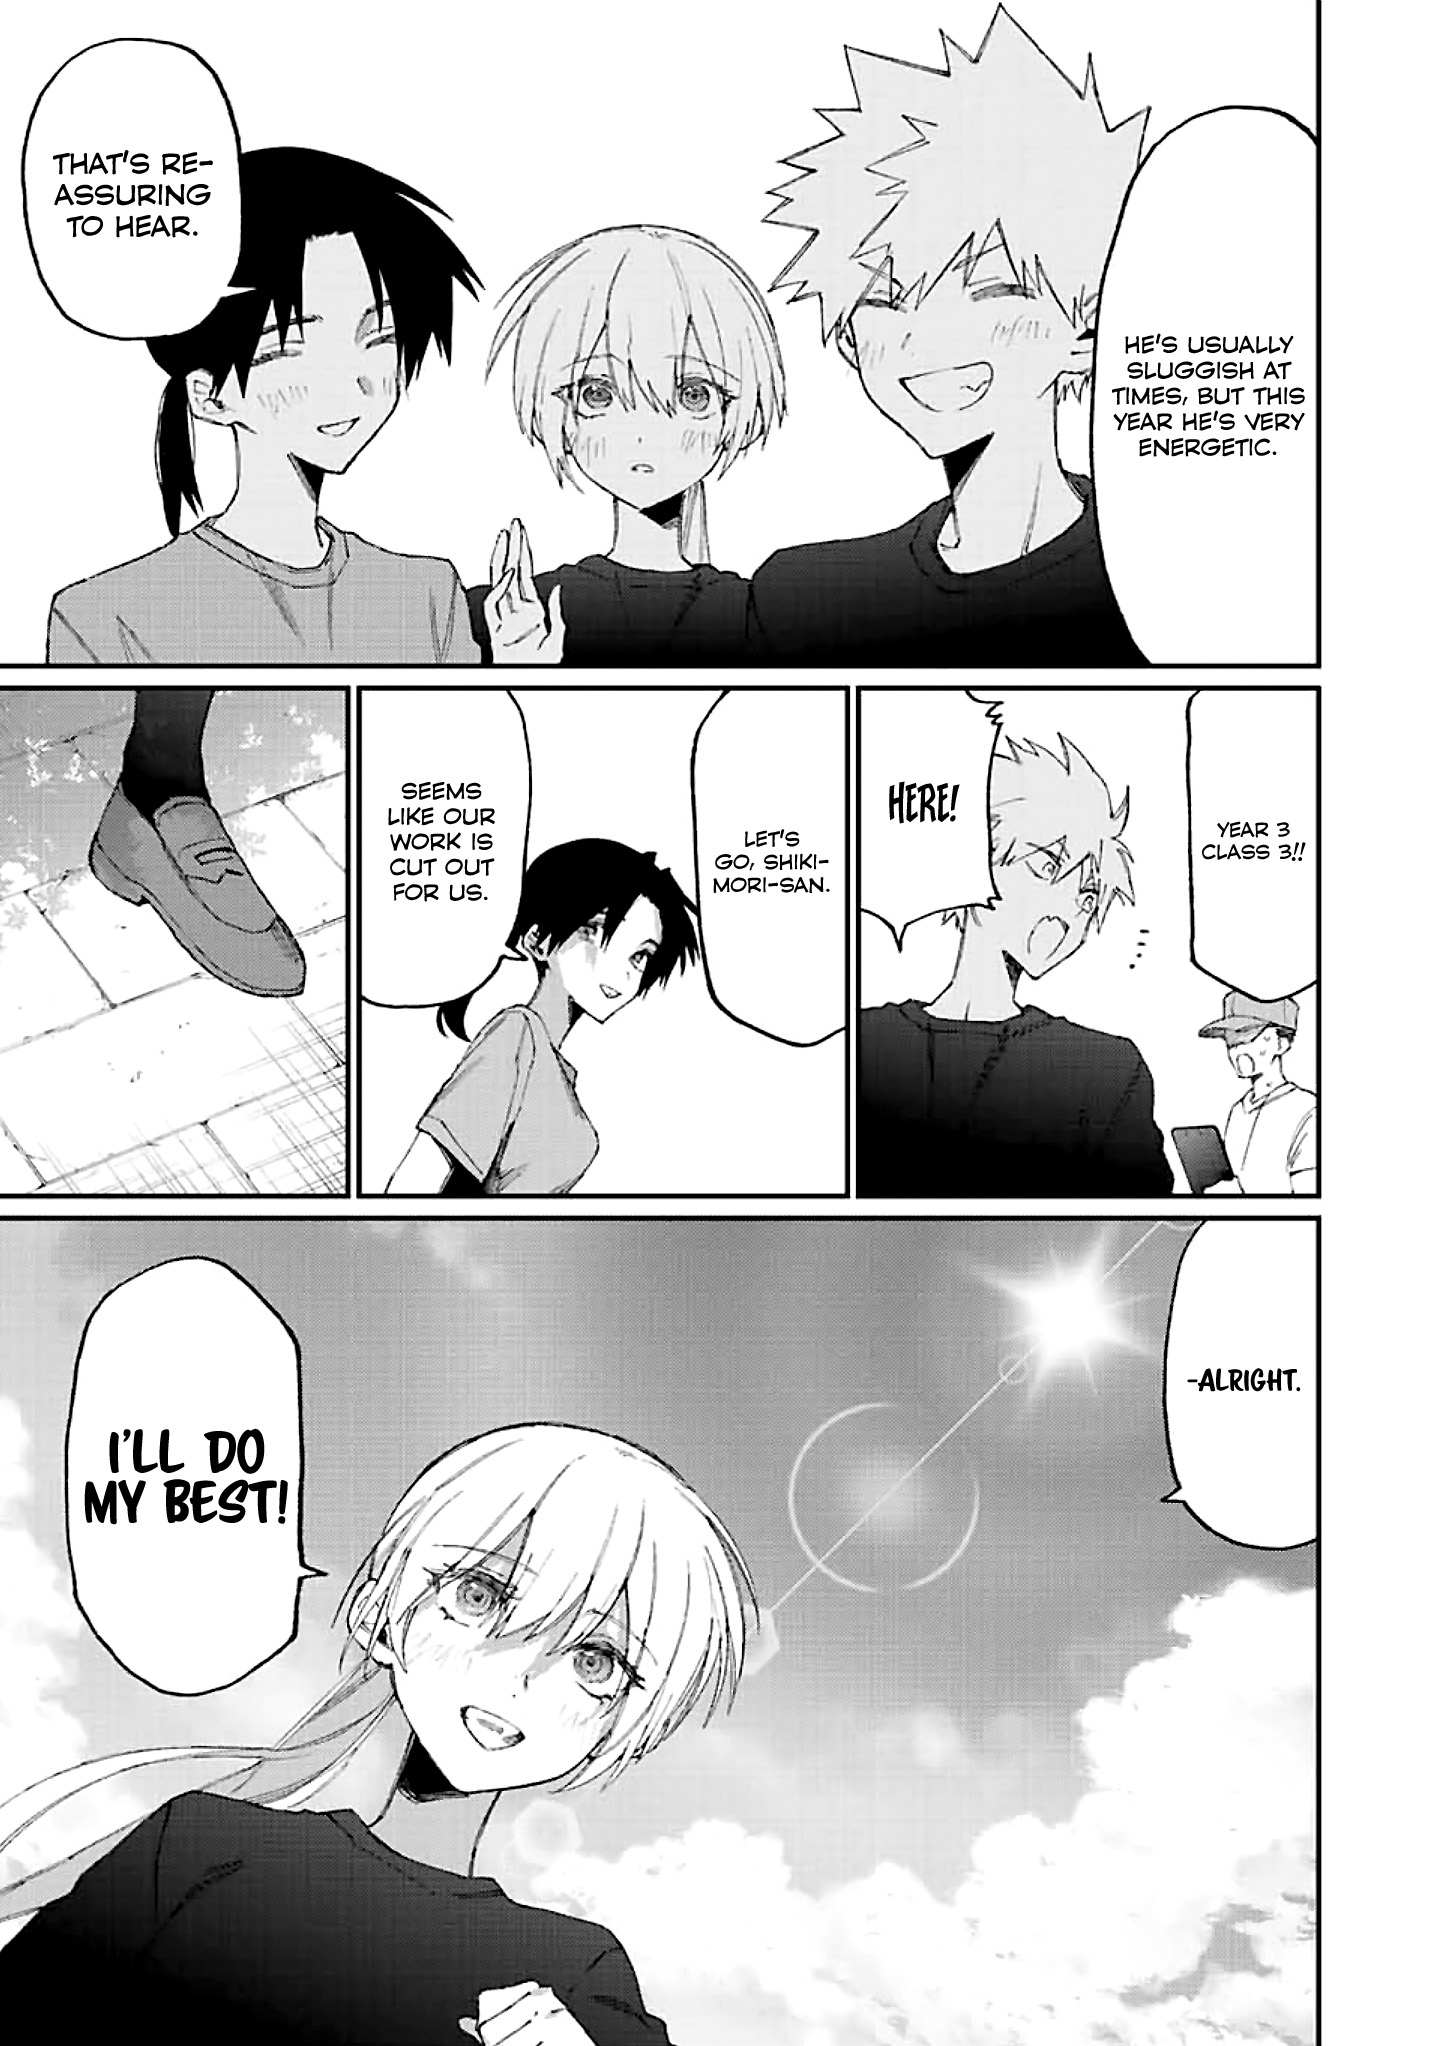 HE'S USUALLY
SLUGGISH AT
TIMES, BUT THIS
YEAR HE'S VERY
ENERGETIC.
THAT'S RE-
ASSURING
TO HEAR.
YEAR 3
CLASS 3!!
HERE!
LET'S
GO, SHIKI-
MORI-SAN.
SEEMS
LIKE OUR
WORK IS
CUT OUT
FOR US.
-ALRIGHT.
I'LL DO
MY BEST!